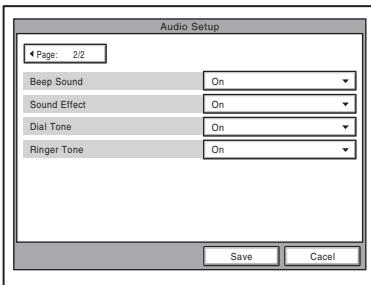 Audio Setup
Page: 2/2
Beep Sound On
Sound Effect On
Dial Tone On
Ringer Tone On
Save Cacel